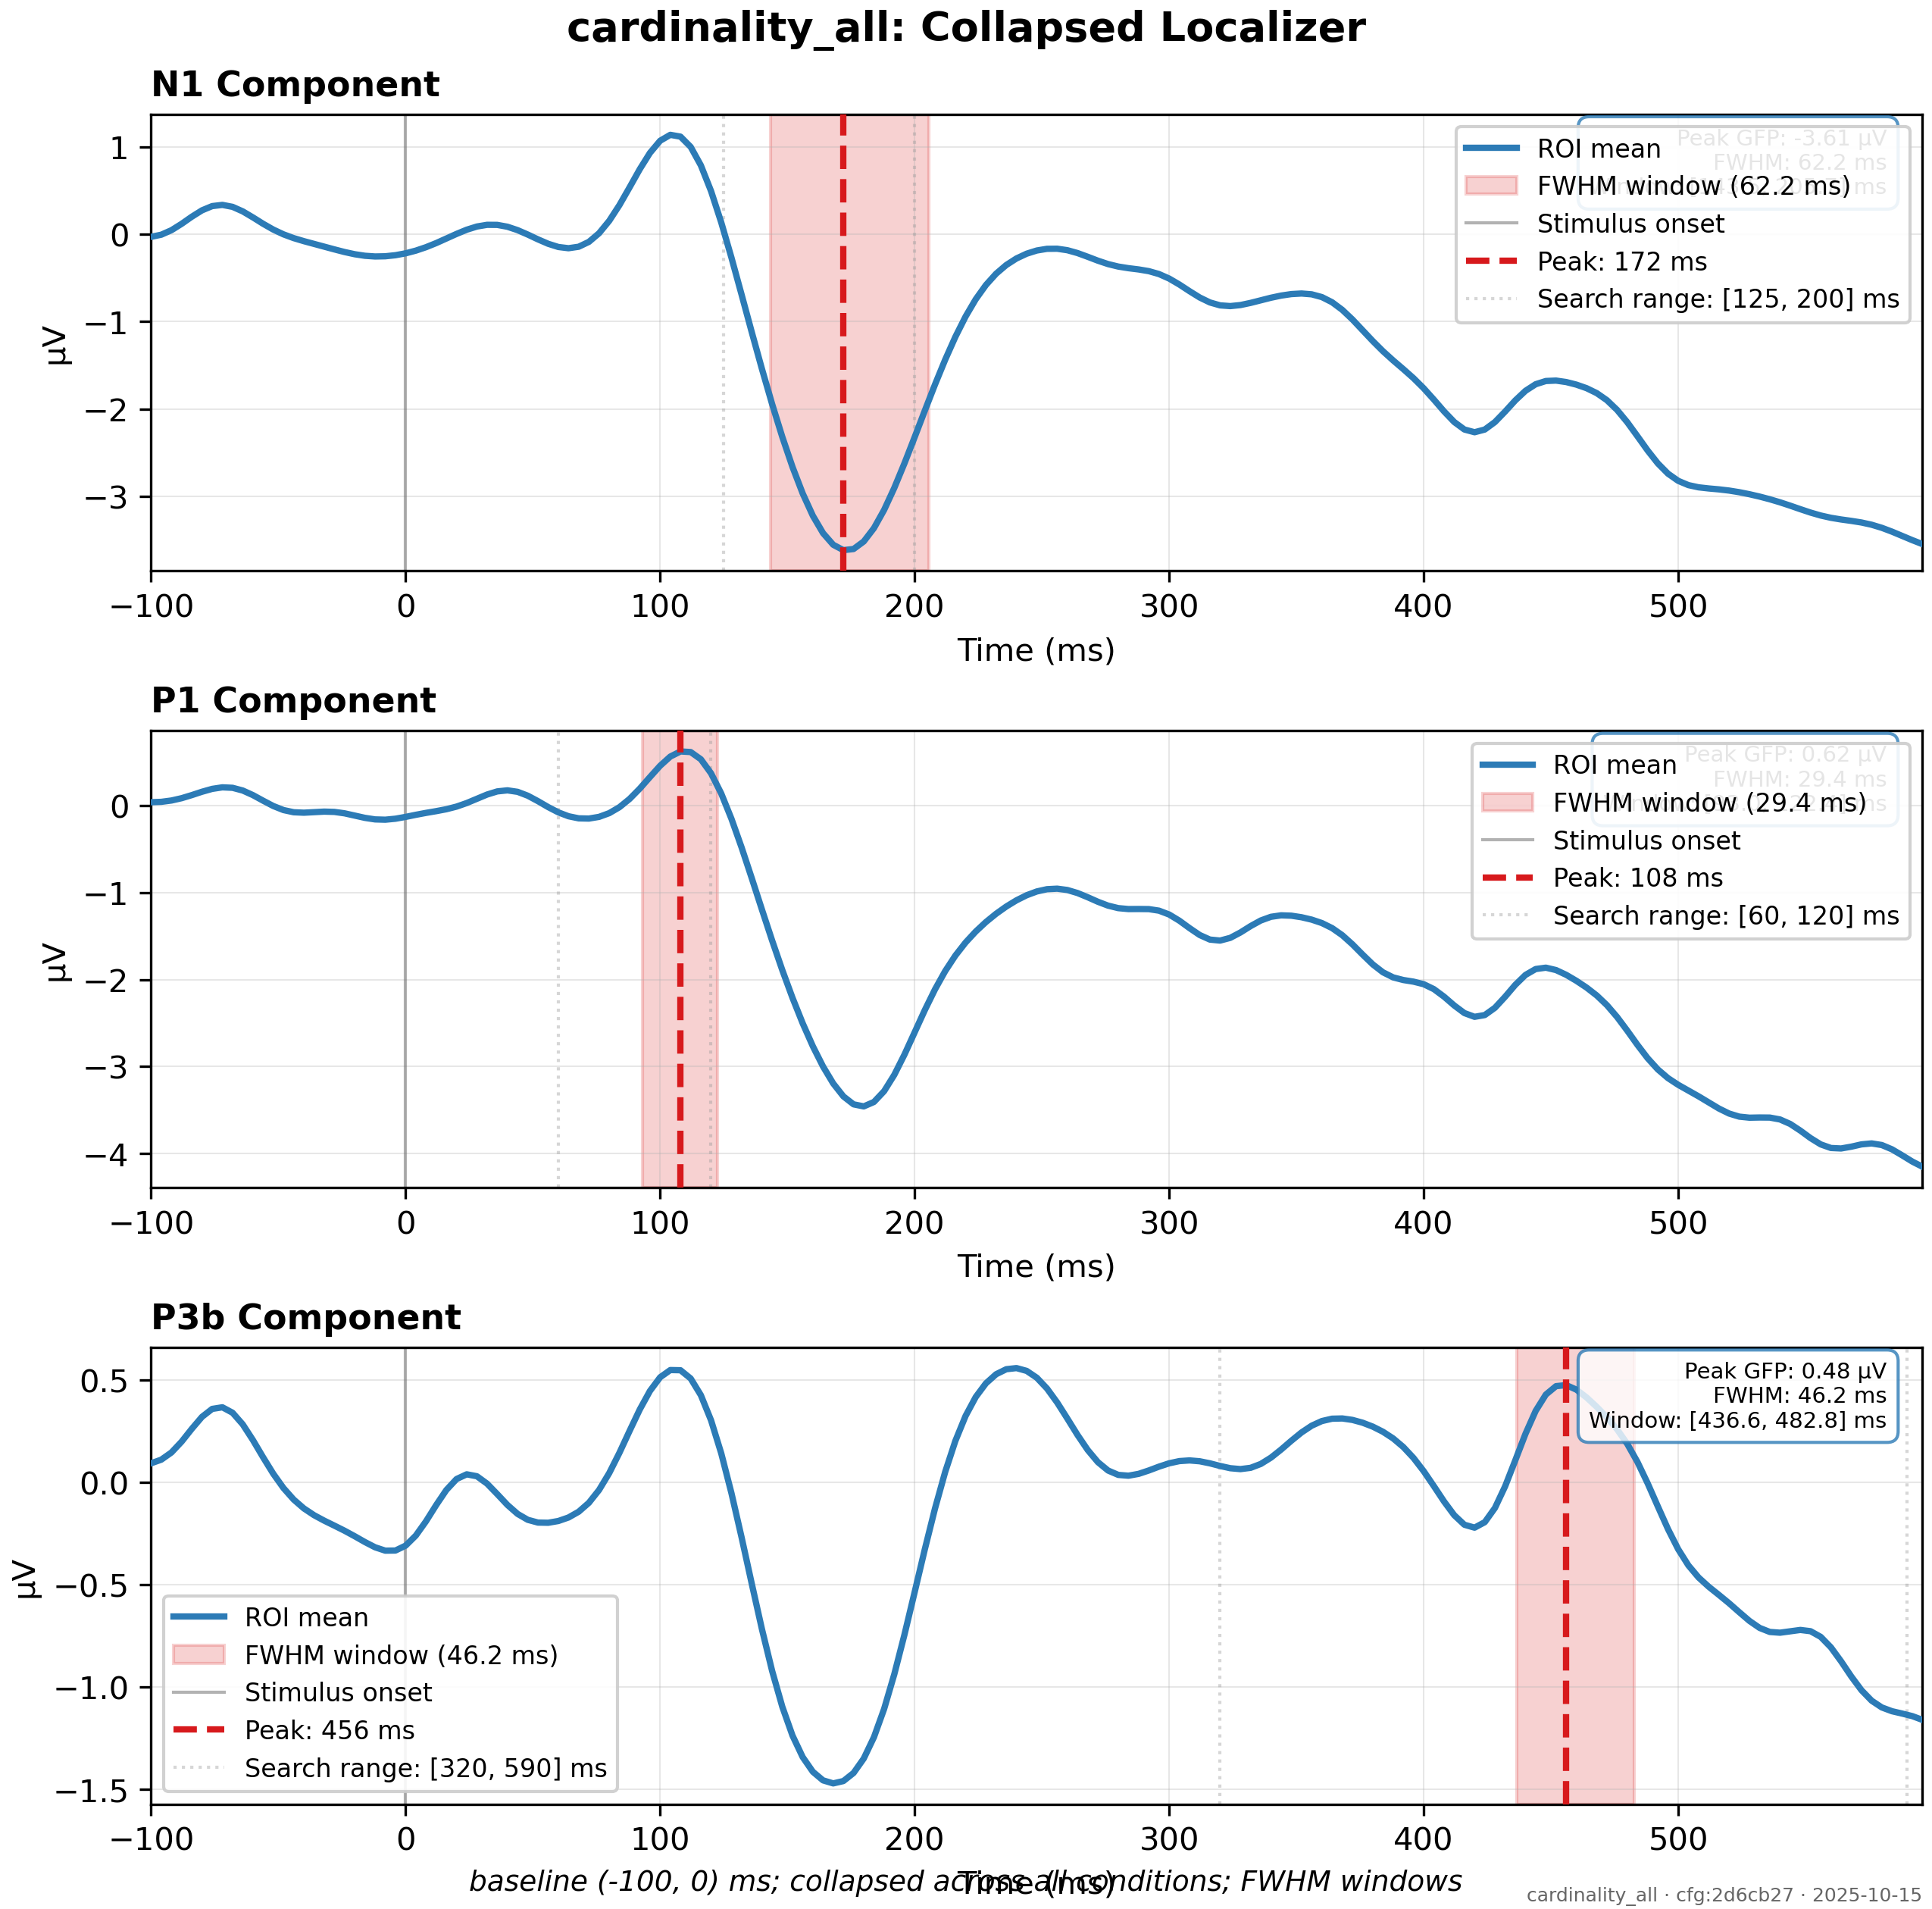 cardinality_all: Collapsed Localizer
N1 Component
Peak GFP: -3.61 µV
FWHM: 62.2 ms
ms
ROI mean
FWHM window (62.2 ms)
Stimulus onset
Peak: 172 ms
Search range: [125, 200] ms
1
0
−1
−2
−3
µV
−100 0 100 200 300 400 500
Time (ms)
P1 Component
Peak GFP: 0.62 µV
FWHM: 29.4 ms
ms
ROI mean
FWHM window (29.4 ms)
Stimulus onset
Peak: 108 ms
Search range: [60, 120] ms
0
−1
−2
−3
−4
µV
−100 0 100 200 300 400 500
Time (ms)
P3b Component
Peak GFP: 0.48 µV
FWHM: 46.2 ms
Window: [436.6, 482.8] ms
0.5
0.0
−0.5
−1.0
−1.5
µV
ROI mean
FWHM window (46.2 ms)
Stimulus onset
Peak: 456 ms
Search range: [320, 590] ms
−100 0 100 200 300 400 500
Time (ms)
baseline (-100, 0) ms; collapsed across all conditions; FWHM windows
cardinality_all · cfg:2d6cb27 · 2025-10-15